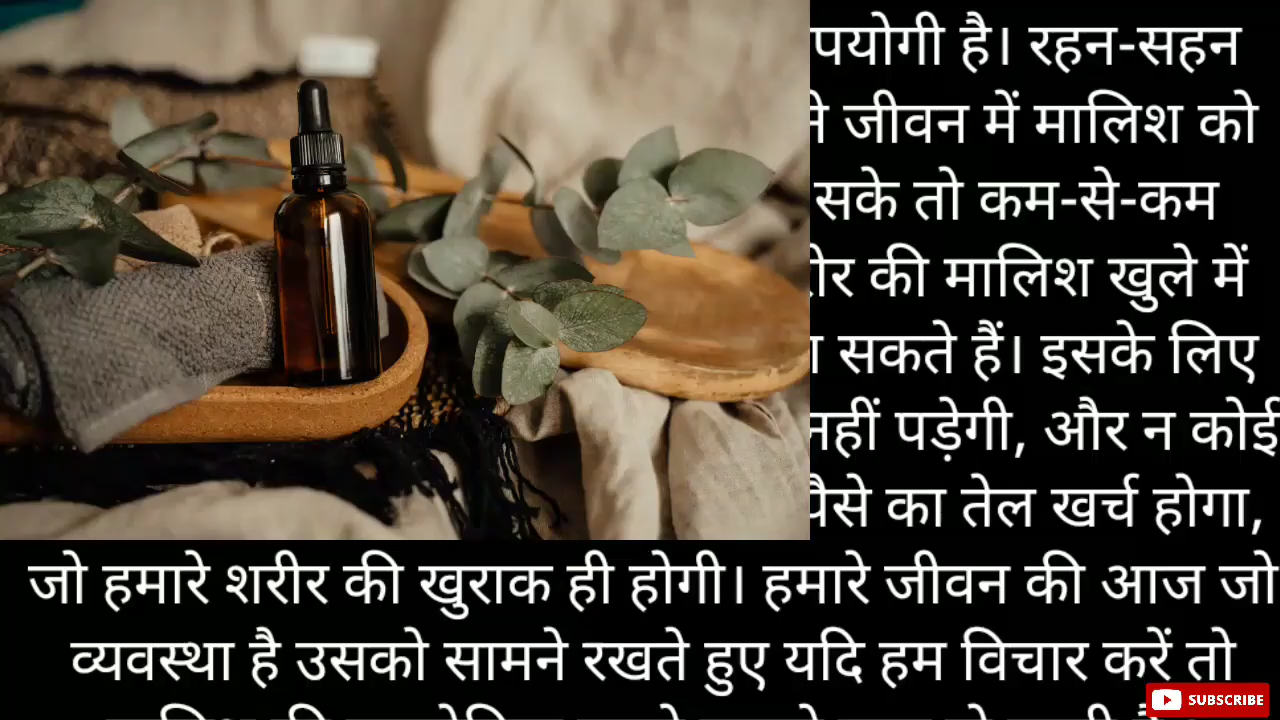 पयोगी है। रहन-सहन
जीवन में मालिश को
सके तो कम-से-कम
की मालिश खुले में
सकते हैं। इसके लिए
पड़ेगी, और न कोई
का तेल खर्च होगा,
जो हमारे शरीर की खुराक ही होगी। हमारे जीवन की आज जो
व्यवस्था है उसको सामने रखते हुए यदि हम विचार करें तो
SUBSCRIBE